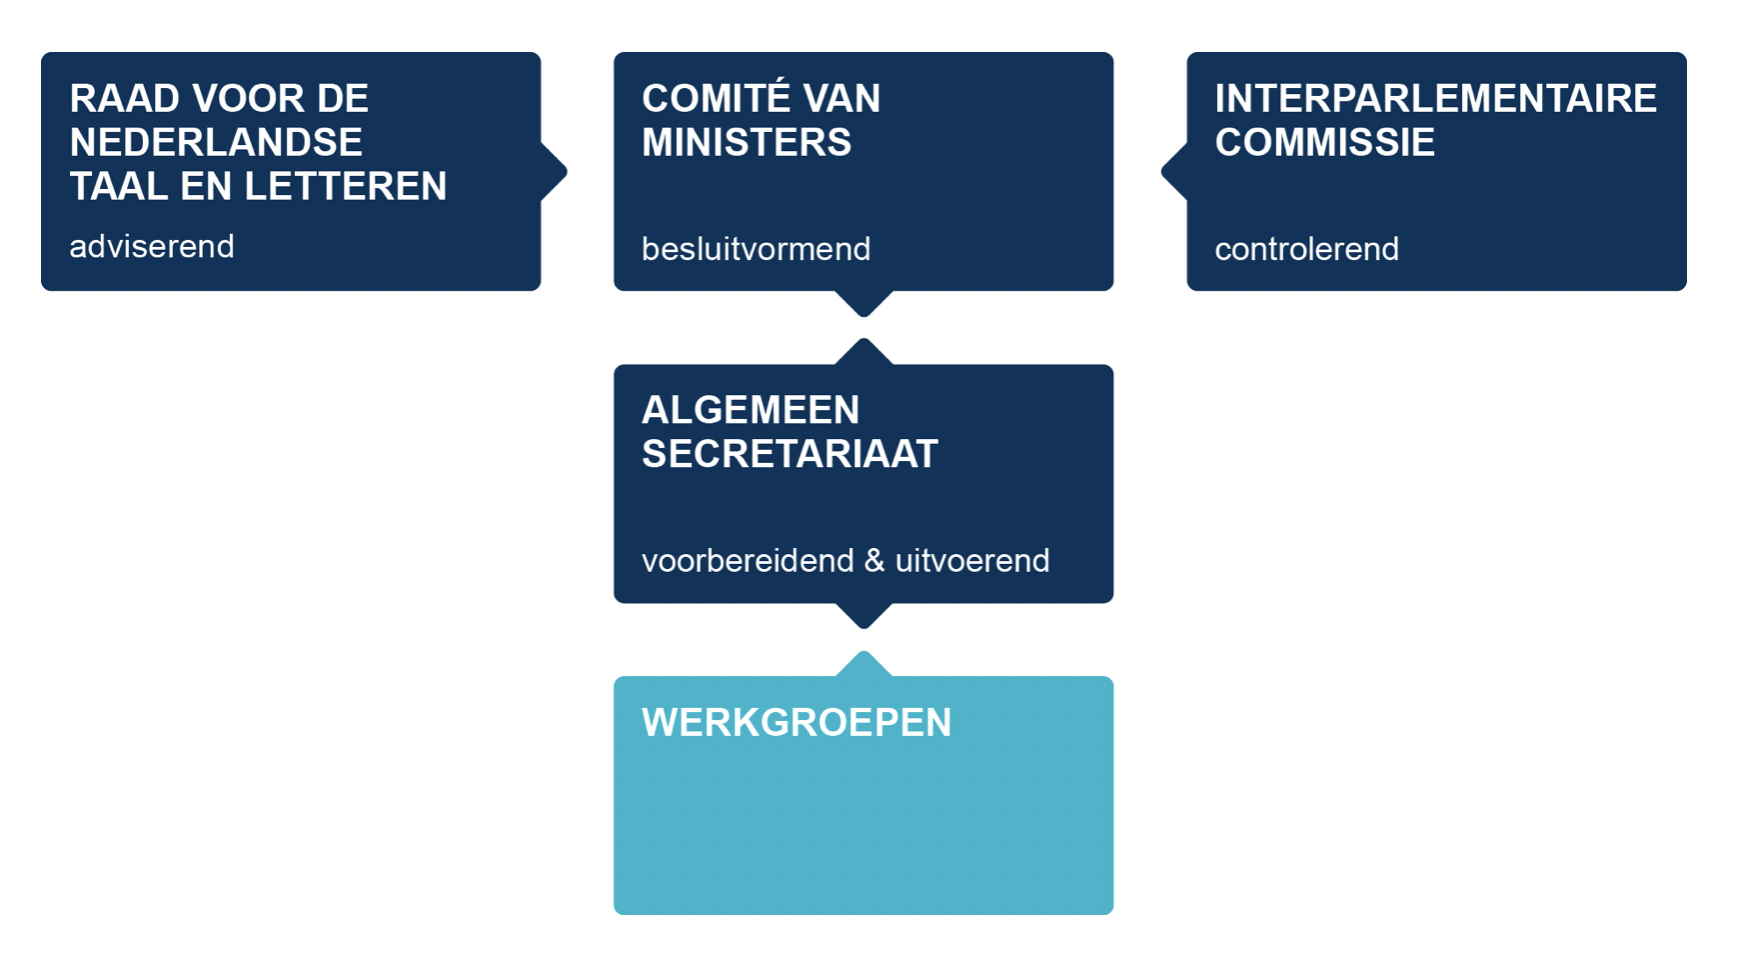 RAAD VOOR DE
NEDERLANDSE
TAAL EN LETTEREN
adviserend
COMITÉ VAN
MINISTERS
besluitvormend
INTERPARLEMENTAIRE
COMMISSIE
controlerend
ALGEMEEN
SECRETARIAAT
voorbereidend & uitvoerend
WERKGROEPEN